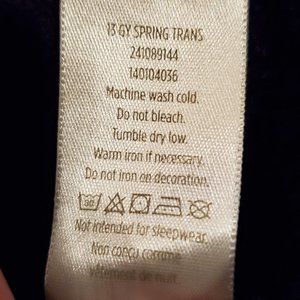 13 GY SPRING TRANS
241089144
140104036
Machine wash cold.
Do not bleach.
Tumble dry low.
Warm iron if necessary.
Do not iron on decoration.
Not intended for sleepwear.
Non conçu comme
vêtement de nuit.